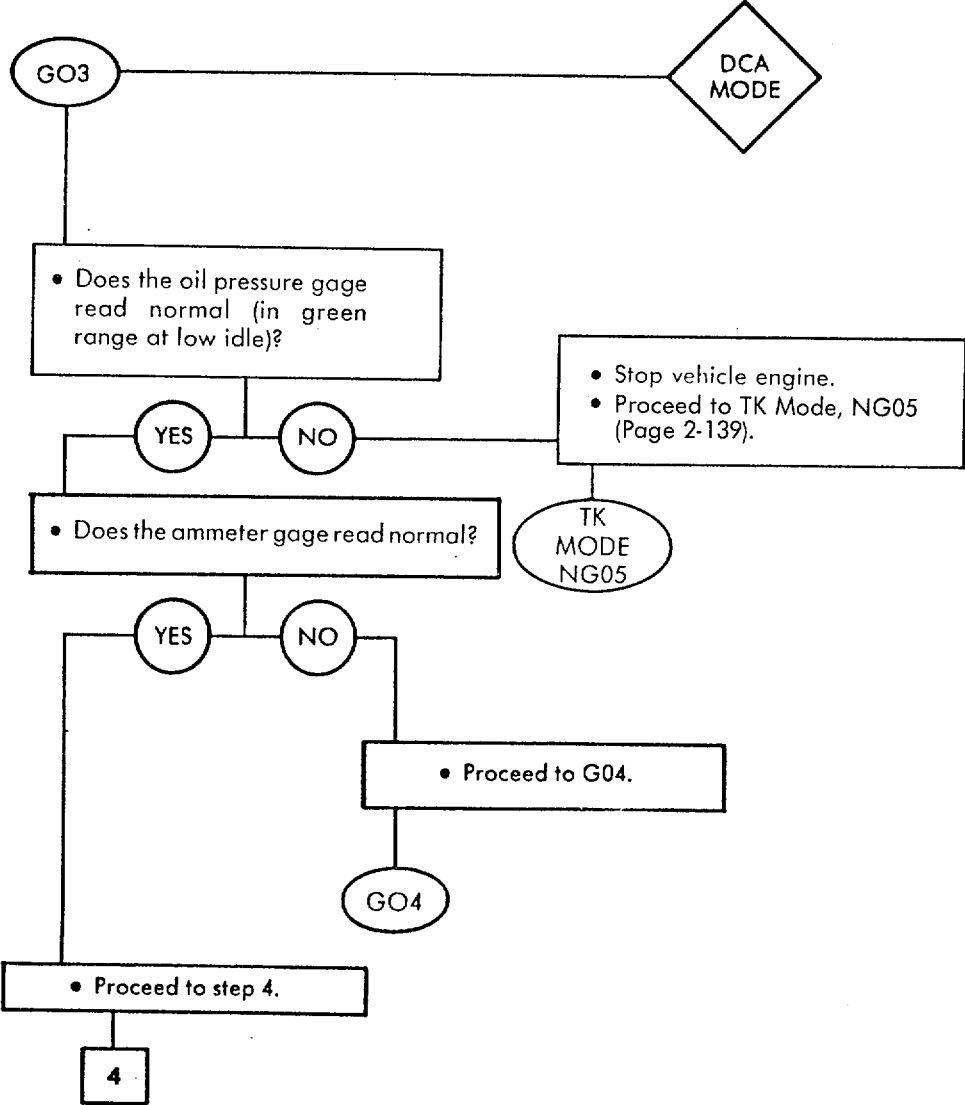 GO3
DCA
MODE
• Does the oil pressure gage
read normal (in green
range at low idle)?
• Stop vehicle engine.
• Proceed to TK Mode, NG05
(Page 2-139).
YES
NO
• Does the ammeter gage read normal?
TK
MODE
NG05
YES
NO
• Proceed to G04.
GO4
• Proceed to step 4.
4